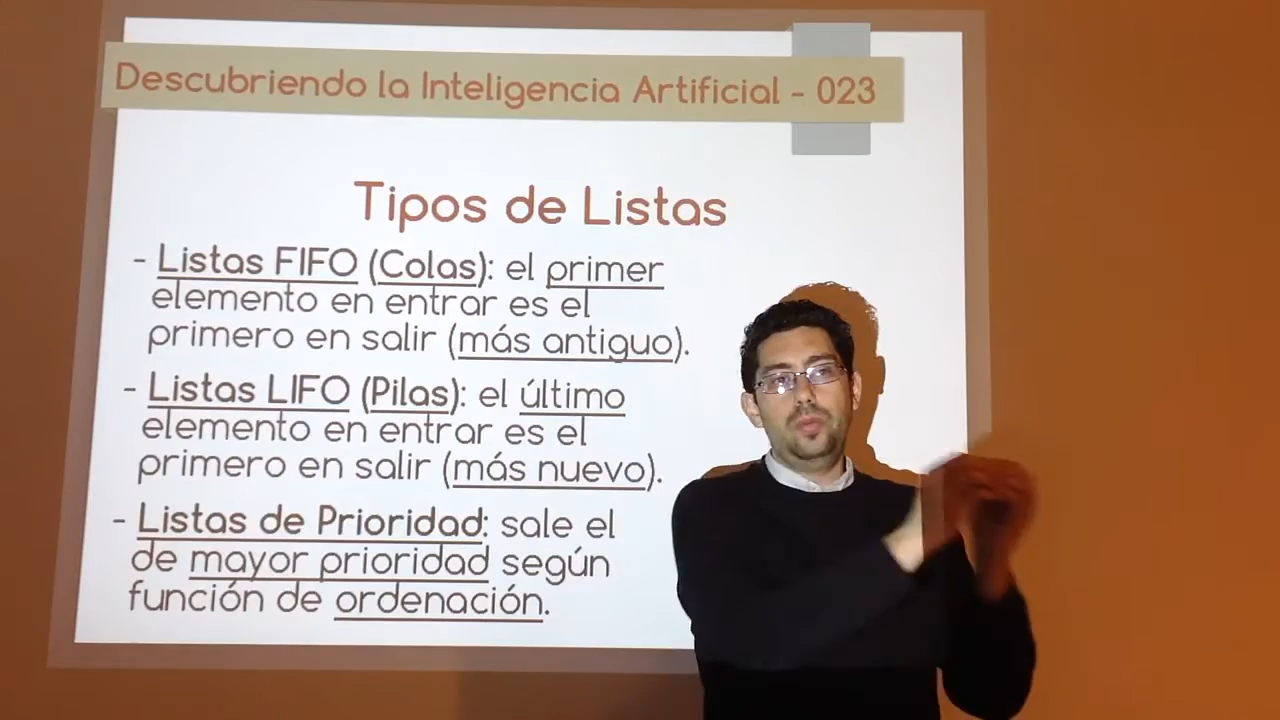 Descubriendo la Inteligencia Artificial - 023
Tipos de Listas
- Listas FIFO (Colas): el primer
elemento en entrar es el
primero en salir (más antiguo).
- Listas LIFO (Pilas): el último
elemento en entrar es el
primero en salir (más nuevo).
- Listas de Prioridad: sale el
de mayor prioridad según
función de ordenación.